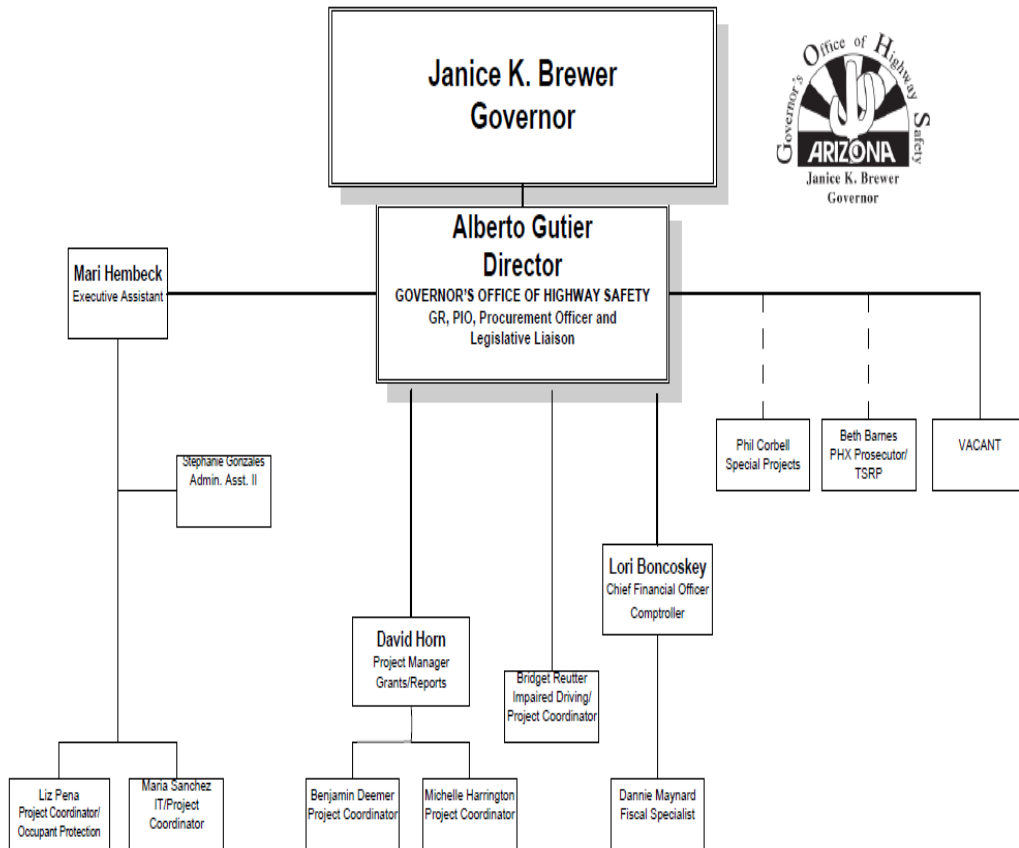 Janice K. Brewer
Governor
Governor's Office of Highway Safety
ARIZONA
Janice K. Brewer
Governor
Alberto Gutier
Director
GOVERNOR'S OFFICE OF HIGHWAY SAFETY
GR, PIO, Procurement Officer and
Legislative Liaison
Mari Hembeck
Executive Assistant
Phil Corbell
Special Projects
Beth Barnes
PHX Prosecutor/
TSRP
VACANT
Stephanie Gonzales
Admin. Asst. II
Lori Boncoskey
Chief Financial Officer
Comptroller
David Horn
Project Manager
Grants/Reports
Bridget Reutter
Impaired Driving/
Project Coordinator
Liz Pena
Project Coordinator/
Occupant Protection
Maria Sanchez
IT/Project
Coordinator
Benjamin Deemer
Project Coordinator
Michelle Harrington
Project Coordinator
Dannie Maynard
Fiscal Specialist